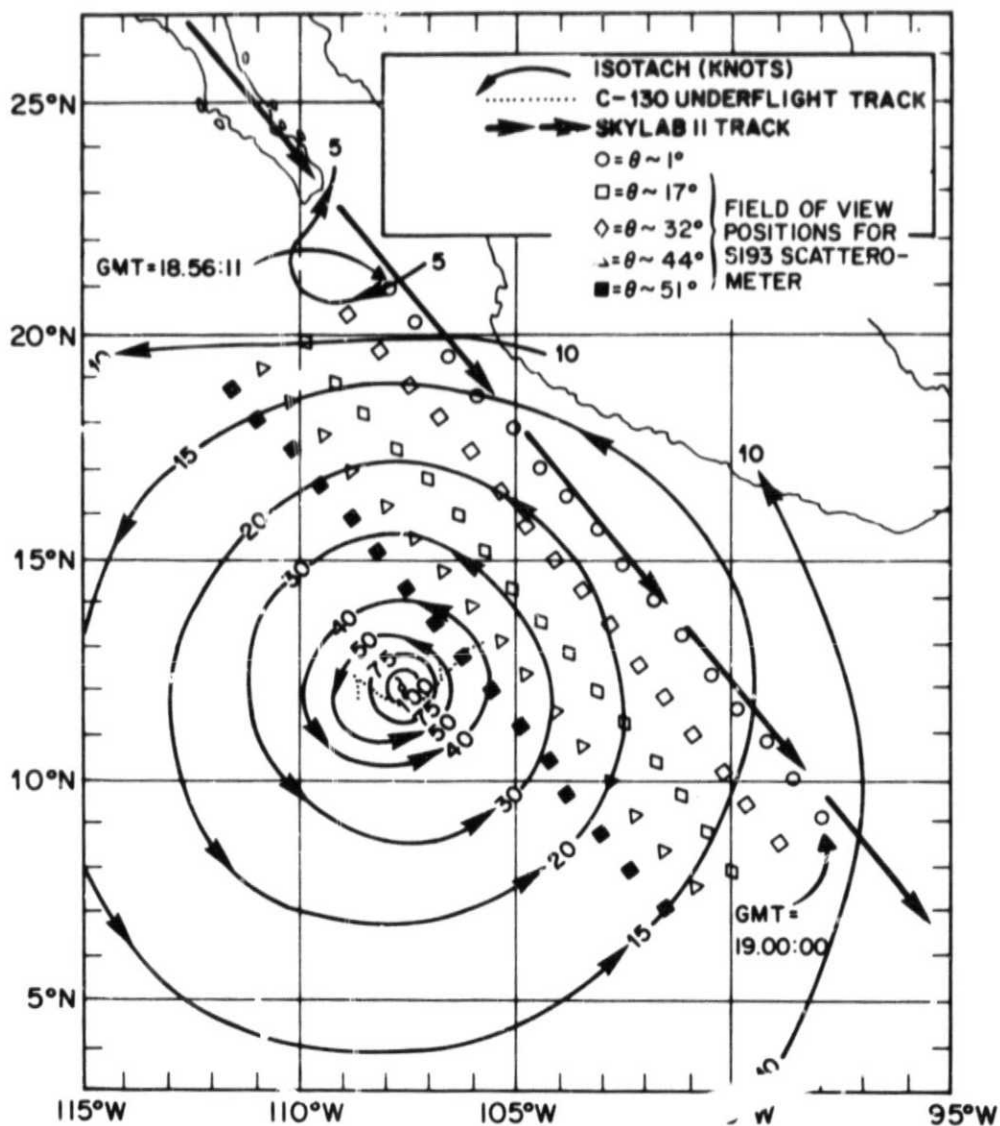 ISOTACH (KNOTS)
C-130 UNDERFLIGHT TRACK
SKYLAB II TRACK
O = θ ~ 1°
□ = θ ~ 17°
◇ = θ ~ 32°
= θ ~ 44°
■ = θ ~ 51°
FIELD OF VIEW
POSITIONS FOR
S193 SCATTERO-
METER
25°N
5
GMT=18.56:11
5
20°N
10
10
15
10
20
15°N
30
40
50
75
100
75
50
40
10°N
30
20
GMT=
19.00:00
15
5°N
10
115°W
110°W
105°W
W
95°W